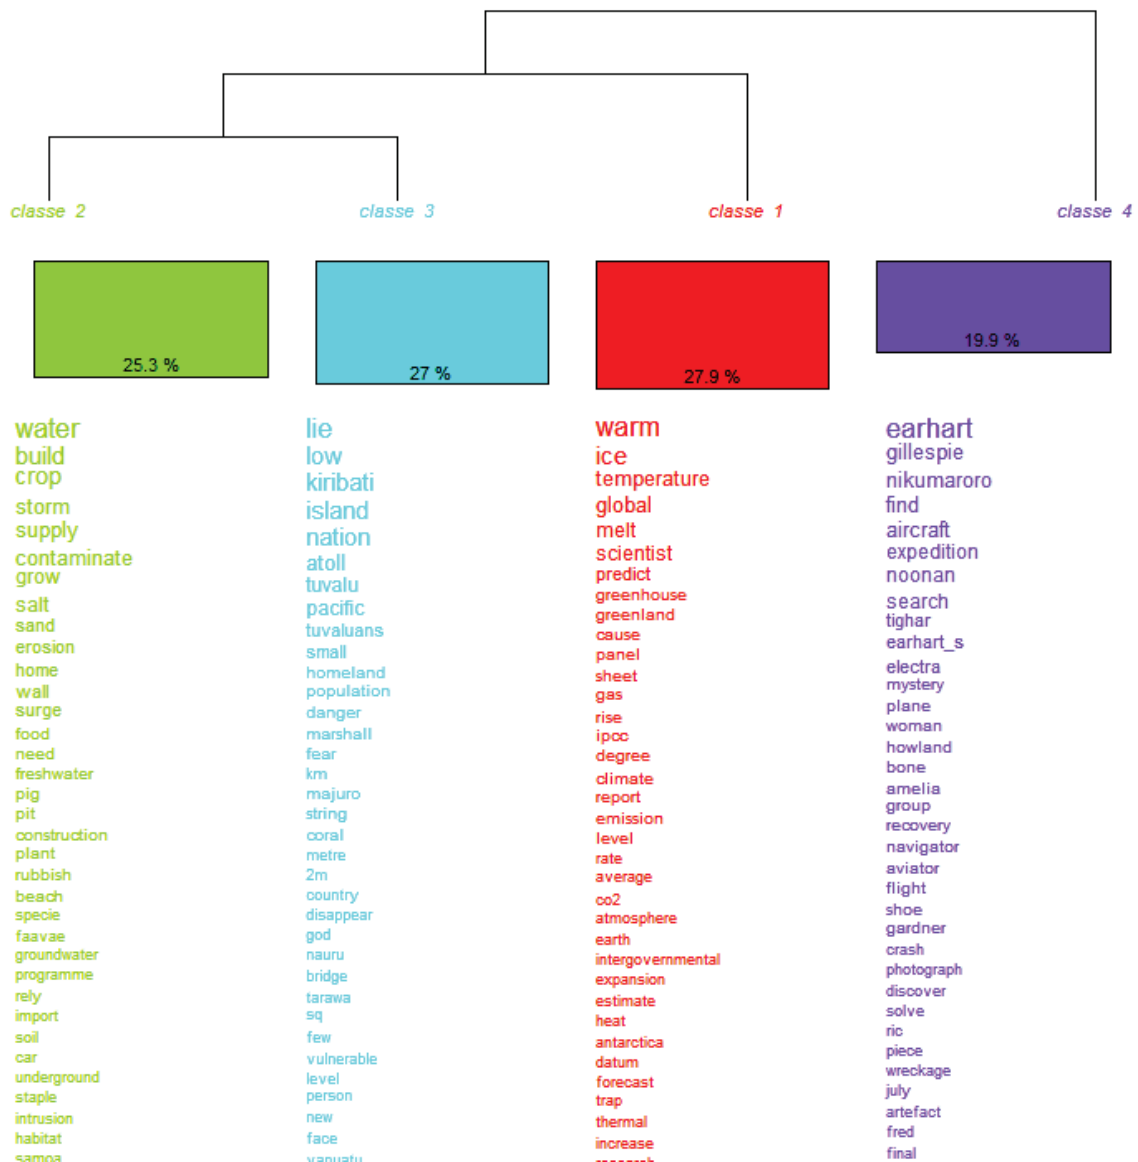 classe 2
classe 3
classe 1
classe 4
25.3 %
27 %
27.9 %
19.9 %
water
build
crop
storm
supply
contaminate
grow
salt
sand
erosion
home
wall
surge
food
need
freshwater
pig
pit
construction
plant
rubbish
beach
specie
faavae
groundwater
programme
rely
import
soil
car
underground
staple
intrusion
habitat
samoa
lie
low
kiribati
island
nation
atoll
tuvalu
pacific
tuvaluans
small
homeland
population
danger
marshall
fear
km
majuro
string
coral
metre
2m
country
disappear
god
nauru
bridge
tarawa
sq
few
vulnerable
level
person
new
face
vanuatu
warm
ice
temperature
global
melt
scientist
predict
greenhouse
greenland
cause
panel
sheet
gas
rise
ipcc
degree
climate
report
emission
level
rate
average
co2
atmosphere
earth
intergovernmental
expansion
estimate
heat
antarctica
datum
forecast
trap
thermal
increase
research
earhart
gillespie
nikumaroro
find
aircraft
expedition
noonan
search
tighar
earhart_s
electra
mystery
plane
woman
howland
bone
amelia
group
recovery
navigator
aviator
flight
shoe
gardner
crash
photograph
discover
solve
ric
piece
wreckage
july
artefact
fred
final